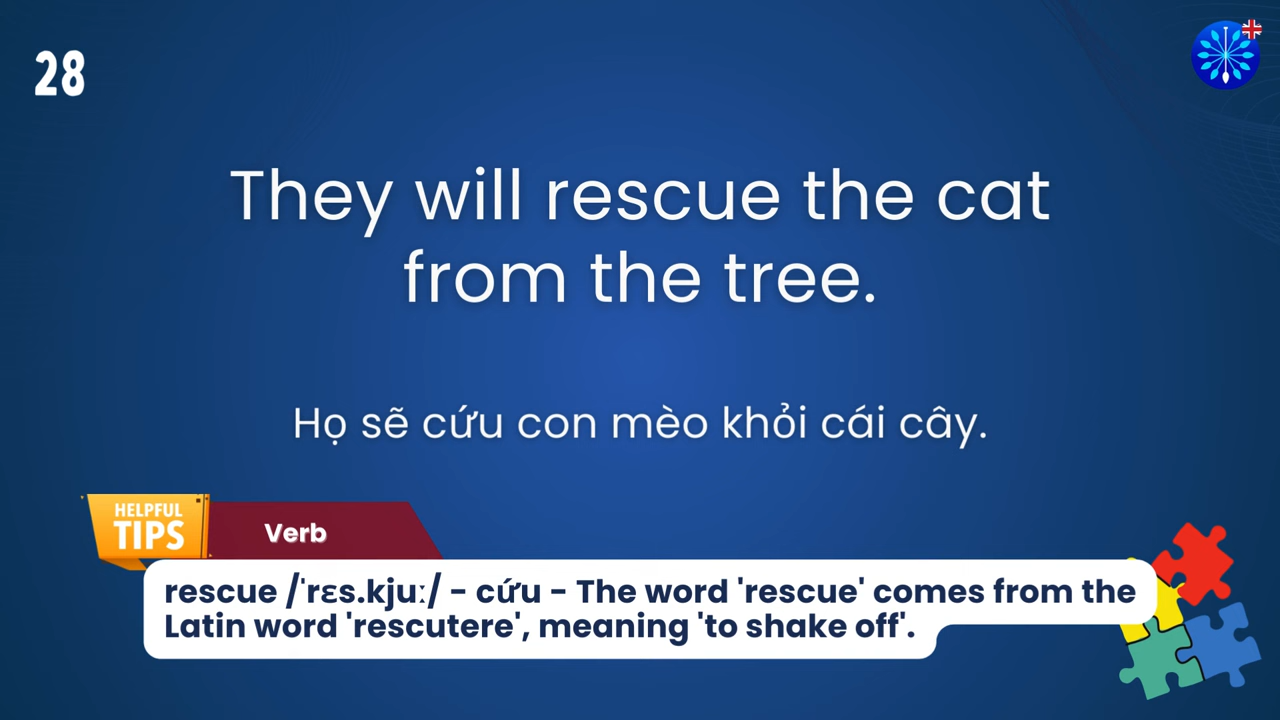 28
They will rescue the cat
from the tree.
Họ sẽ cứu con mèo khỏi cái cây.
HELPFUL
TIPS
Verb
rescue /ˈrɛs.kjuː/ - cứu - The word 'rescue' comes from the
Latin word 'rescutere', meaning 'to shake off'.